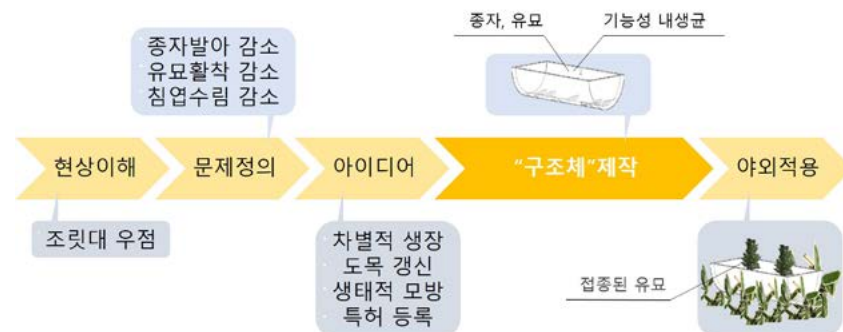 종자발아 감소
유묘활착 감소
침엽수림 감소
종자, 유묘
기능성 내생균
현상이해
문제정의
아이디어
“구조체”제작
야외적용
조릿대 우점
차별적 생장
도목 갱신
생태적 모방
특허 등록
접종된 유묘